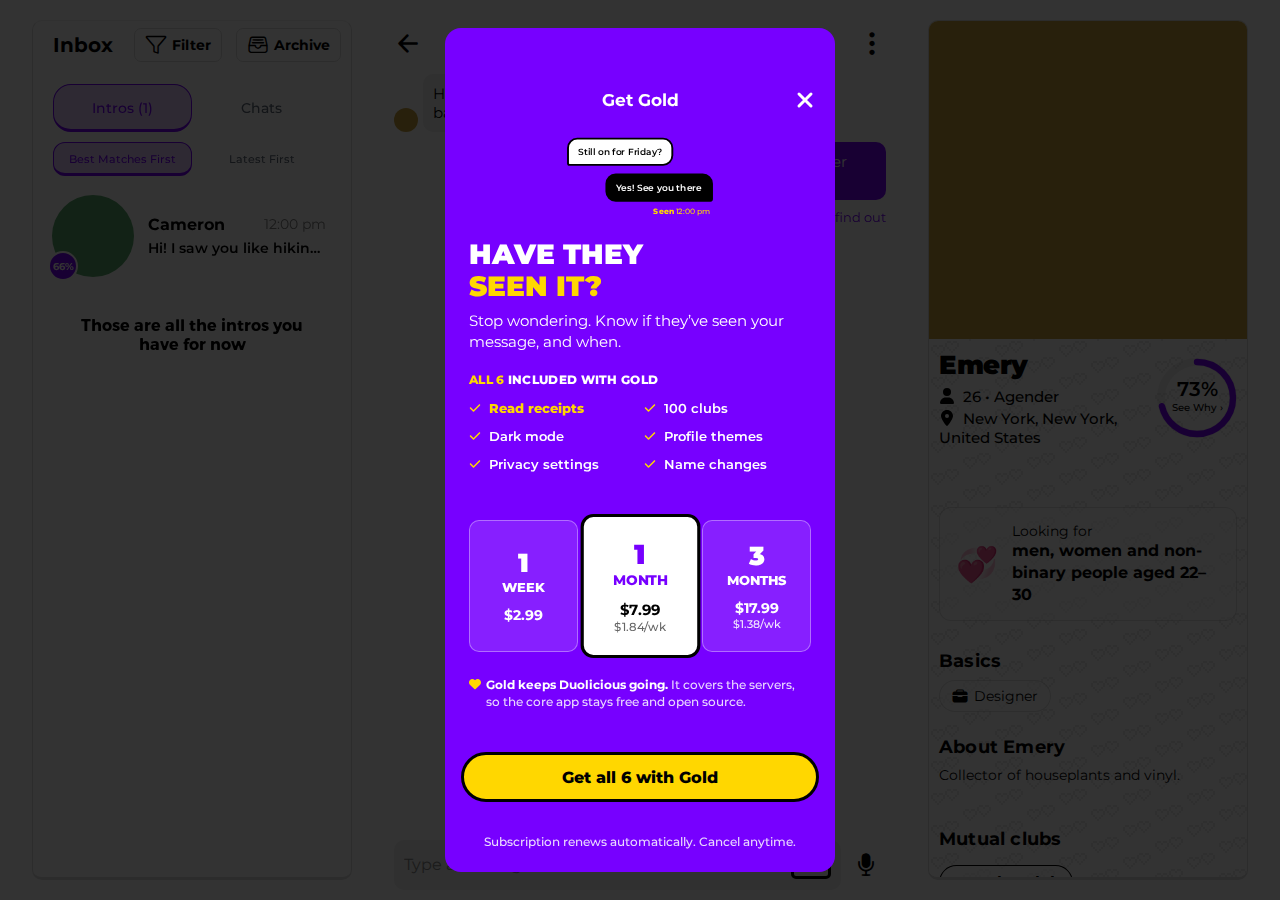 Inbox
Filter
Archive
Intros (1)
Chats
Best Matches First
Latest First
Cameron
12:00 pm
Hi! I saw you like hikin...
66%
Those are all the intros you
have for now
find out
Type
Get Gold
Still on for Friday?
Yes! See you there
Seen 12:00 pm
HAVE THEY
SEEN IT?
Stop wondering. Know if they've seen your
message, and when.
ALL 6 INCLUDED WITH GOLD
Read receipts
100 clubs
Dark mode
Profile themes
Privacy settings
Name changes
1
WEEK
$2.99
1
MONTH
$7.99
$1.84/wk
3
MONTHS
$17.99
$1.38/wk
Gold keeps Duolicious going. It covers the servers,
so the core app stays free and open source.
Get all 6 with Gold
Subscription renews automatically. Cancel anytime.
Emery
26 • Agender
New York, New York,
United States
73%
See Why ›
Looking for
men, women and non-
binary people aged 22–
30
Basics
Designer
About Emery
Collector of houseplants and vinyl.
Mutual clubs